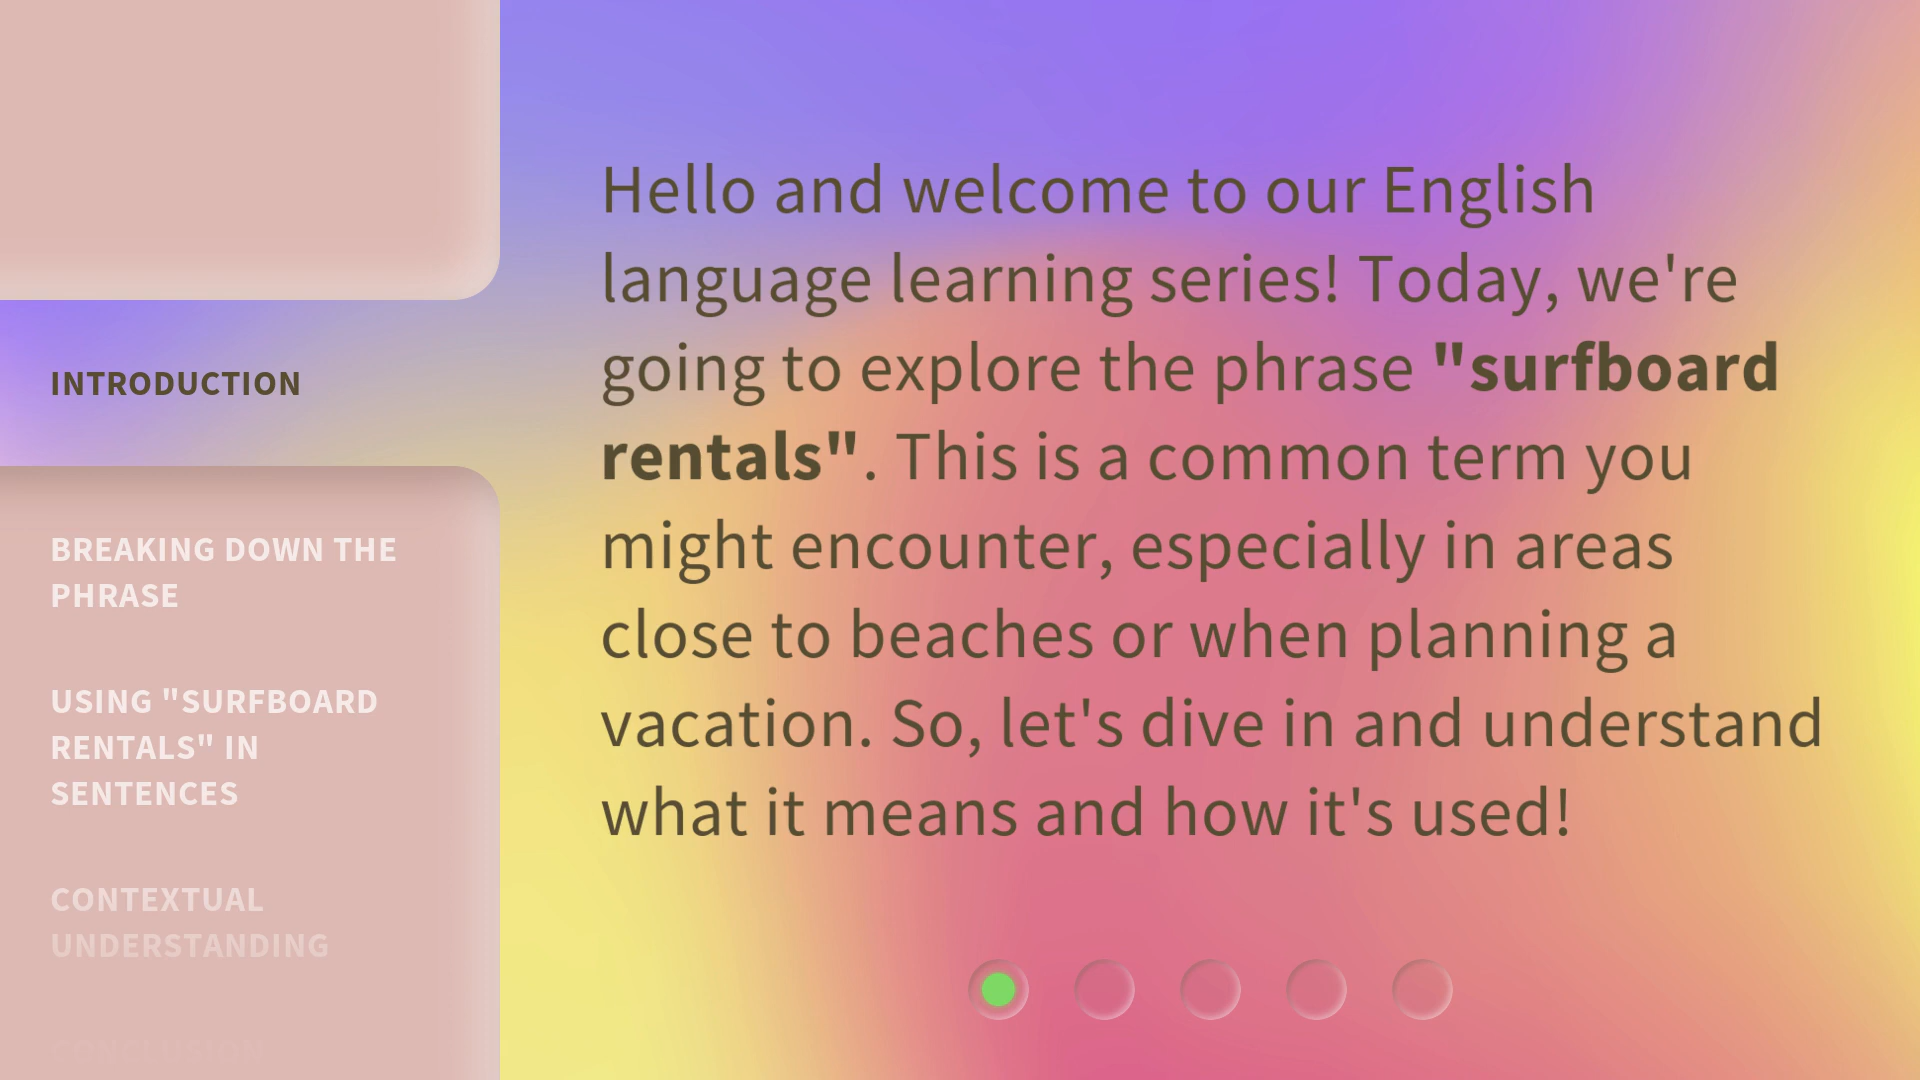 INTRODUCTION
BREAKING DOWN THE
PHRASE
USING "SURFBOARD
RENTALS" IN
SENTENCES
CONTEXTUAL
UNDERSTANDING
CONCLUSION
Hello and welcome to our English
language learning series! Today, we're
going to explore the phrase "surfboard
rentals". This is a common term you
might encounter, especially in areas
close to beaches or when planning a
vacation. So, let's dive in and understand
what it means and how it's used!